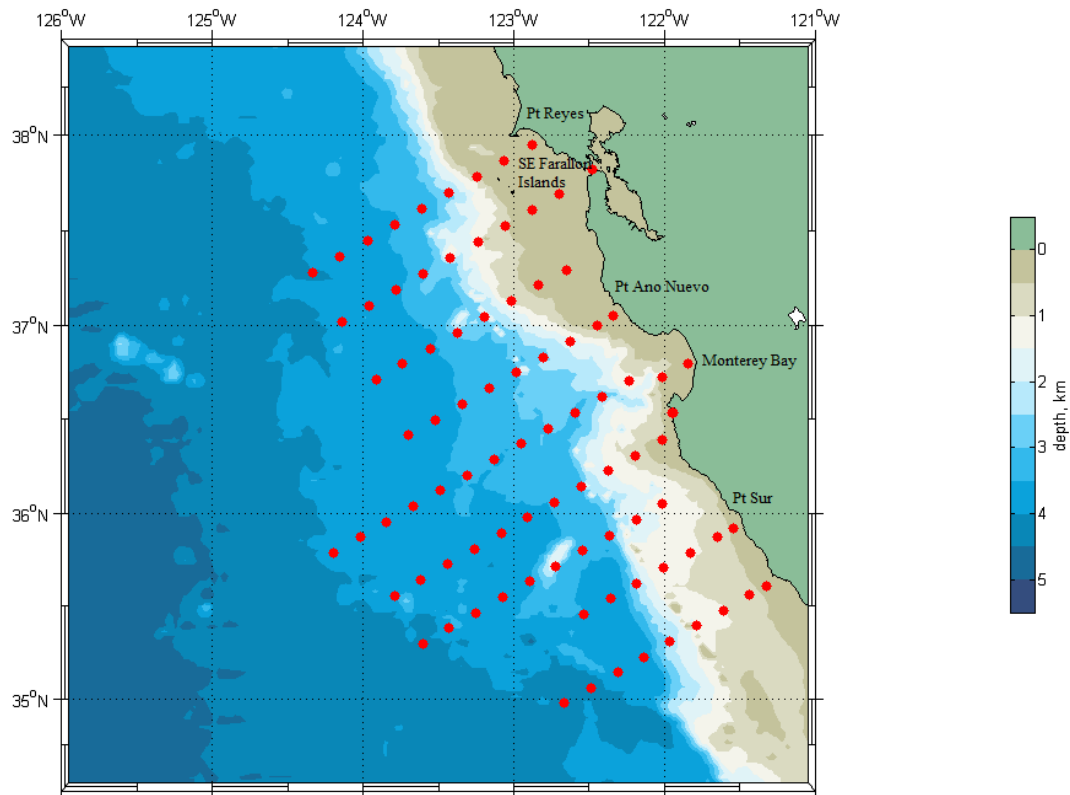 126°W 125°W 124°W 123°W 122°W 121°W
38°N
37°N
36°N
35°N
Pt Reyes
SE Farallon
Islands
Pt Ano Nuevo
Monterey Bay
Pt Sur
0
1
2
3
4
5
depth, km